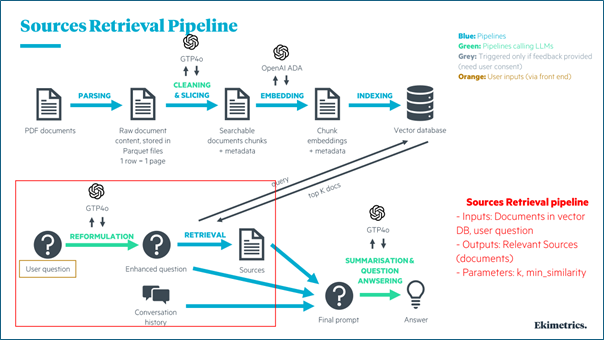 Sources Retrieval Pipeline
Blue: Pipelines
Green: Pipelines calling LLMs
Grey: Triggered only if feedback provided
(need user consent)
Orange: User inputs (via front end)
GTP4o
OpenAI ADA
PARSING
CLEANING
& SLICING
EMBEDDING
INDEXING
PDF documents
Raw document
content, stored in
Parquet files
1 row = 1 page
Searchable
documents chunks
+ metadata
Chunk
embeddings
+ metadata
Vector database
query
top K docs
GTP4o
REFORMULATION
RETRIEVAL
User question
Enhanced question
Sources
GTP4o
SUMMARISATION &
QUESTION
ANWSERING
Conversation
history
Final prompt
Answer
Sources Retrieval pipeline
- Inputs: Documents in vector
DB, user question
- Outputs: Relevant Sources
(documents)
- Parameters: k, min_similarity
Ekimetrics.